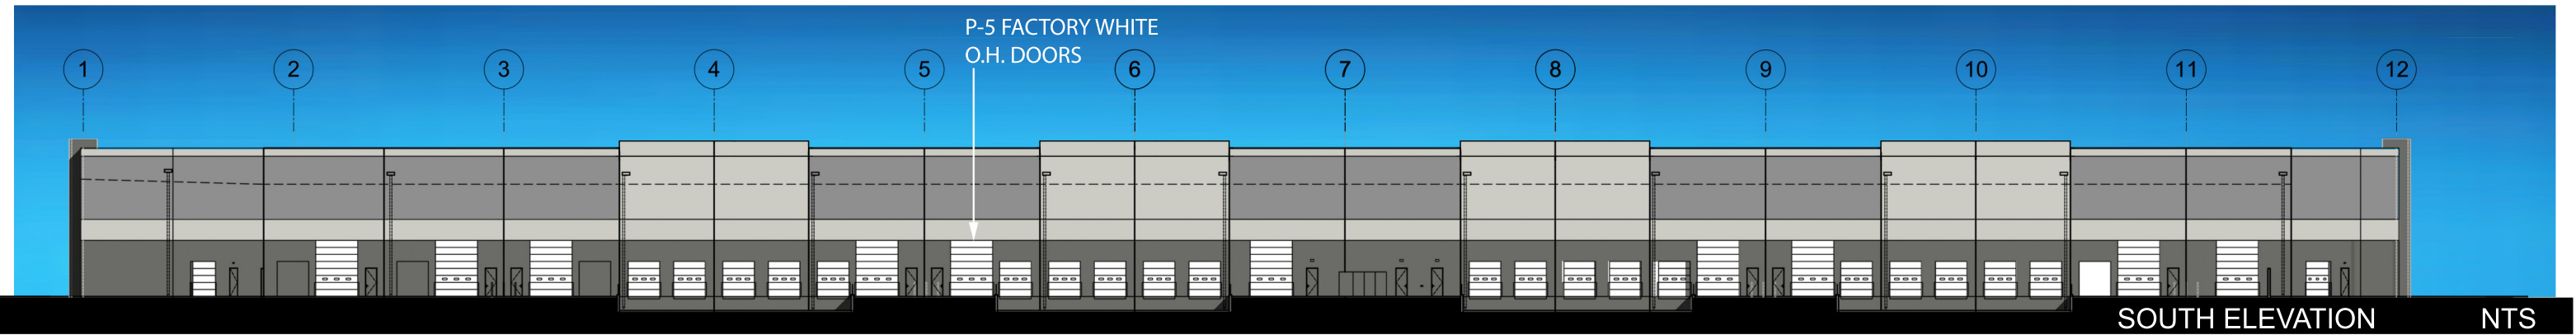 P-5 FACTORY WHITE
O.H. DOORS
1 2 3 4 5 6 7 8 9 10 11 12
SOUTH ELEVATION NTS